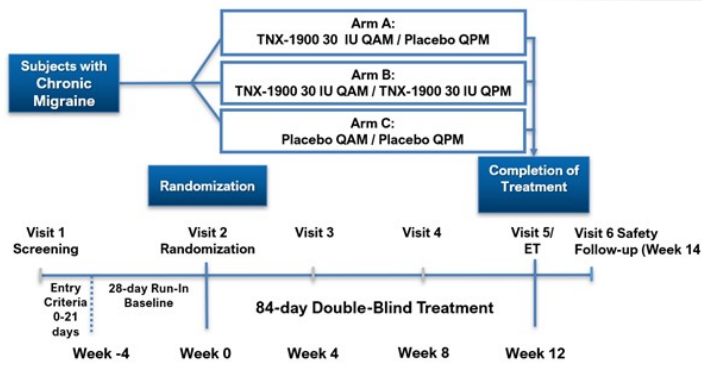 Arm A:
TNX-1900 30 IU QAM / Placebo QPM
Subjects with
Chronic
Migraine
Arm B:
TNX-1900 30 IU QAM / TNX-1900 30 IU QPM
Arm C:
Placebo QAM / Placebo QPM
Randomization
Completion of
Treatment
Visit 1
Screening
Visit 2
Randomization
Visit 3
Visit 4
Visit 5/
ET
Visit 6 Safety
Follow-up (Week 14
Entry
Criteria
0-21
days
28-day Run-In
Baseline
84-day Double-Blind Treatment
Week -4
Week 0
Week 4
Week 8
Week 12